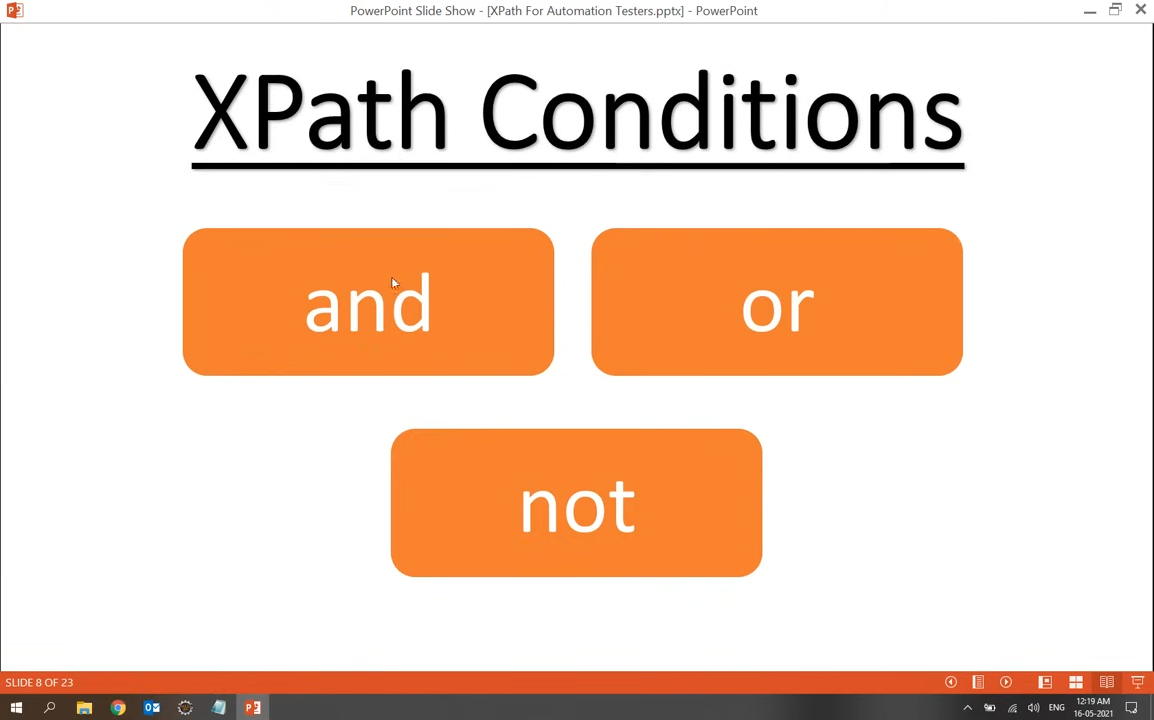 PowerPoint Slide Show - [XPath For Automation Testers.pptx] - PowerPoint
XPath Conditions
and
or
not
SLIDE 8 OF 23
ENG
12:19 AM
16-05-2021